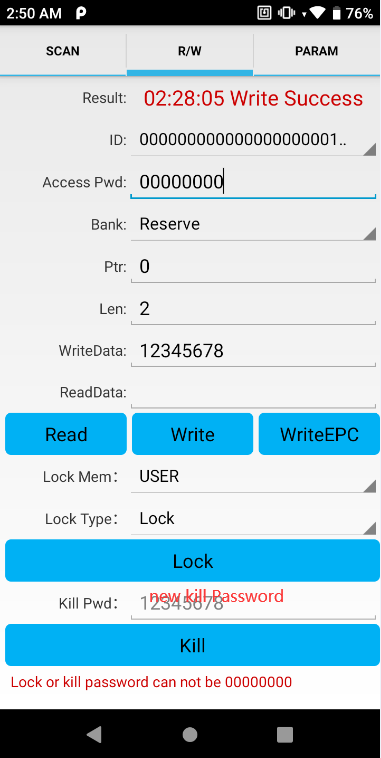 2:50 AM 76%
SCAN R/W PARAM
Result: 02:28:05 Write Success
ID: 000000000000000000001..
Access Pwd: 00000000
Bank: Reserve
Ptr: 0
Len: 2
WriteData: 12345678
ReadData:
Read Write WriteEPC
Lock Mem: USER
Lock Type: Lock
Lock
new kill Password
Kill Pwd: 12345678
Kill
Lock or kill password can not be 00000000